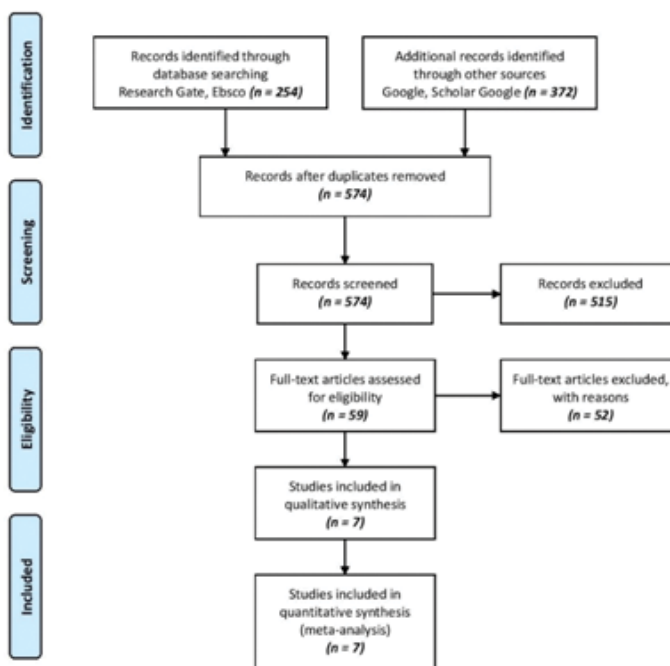 Identification
Records identified through
database searching
Research Gate, Ebsco (n = 254)
Additional records identified
through other sources
Google, Scholar Google (n = 372)
Records after duplicates removed
(n = 574)
Screening
Records screened
(n = 574)
Records excluded
(n = 515)
Eligibility
Full-text articles assessed
for eligibility
(n = 59)
Full-text articles excluded,
with reasons
(n = 52)
Studies included in
qualitative synthesis
(n = 7)
Included
Studies included in
quantitative synthesis
(meta-analysis)
(n = 7)